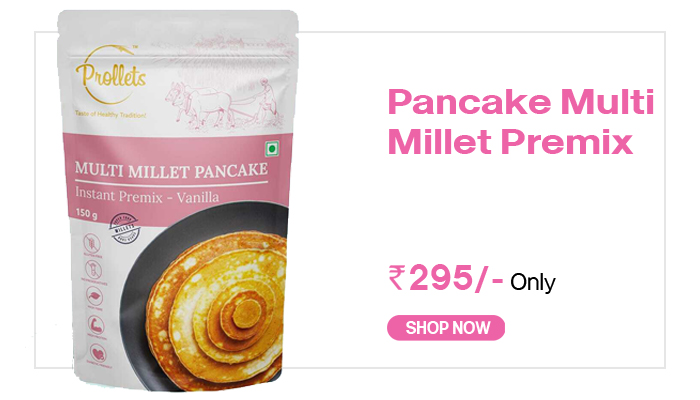 Prollets
Taste of Healthy Tradition
MULTI MILLET PANCAKE
Instant Premix - Vanilla
150 g
MILLETS
Pancake Multi
Millet Premix
₹295/- Only
SHOP NOW